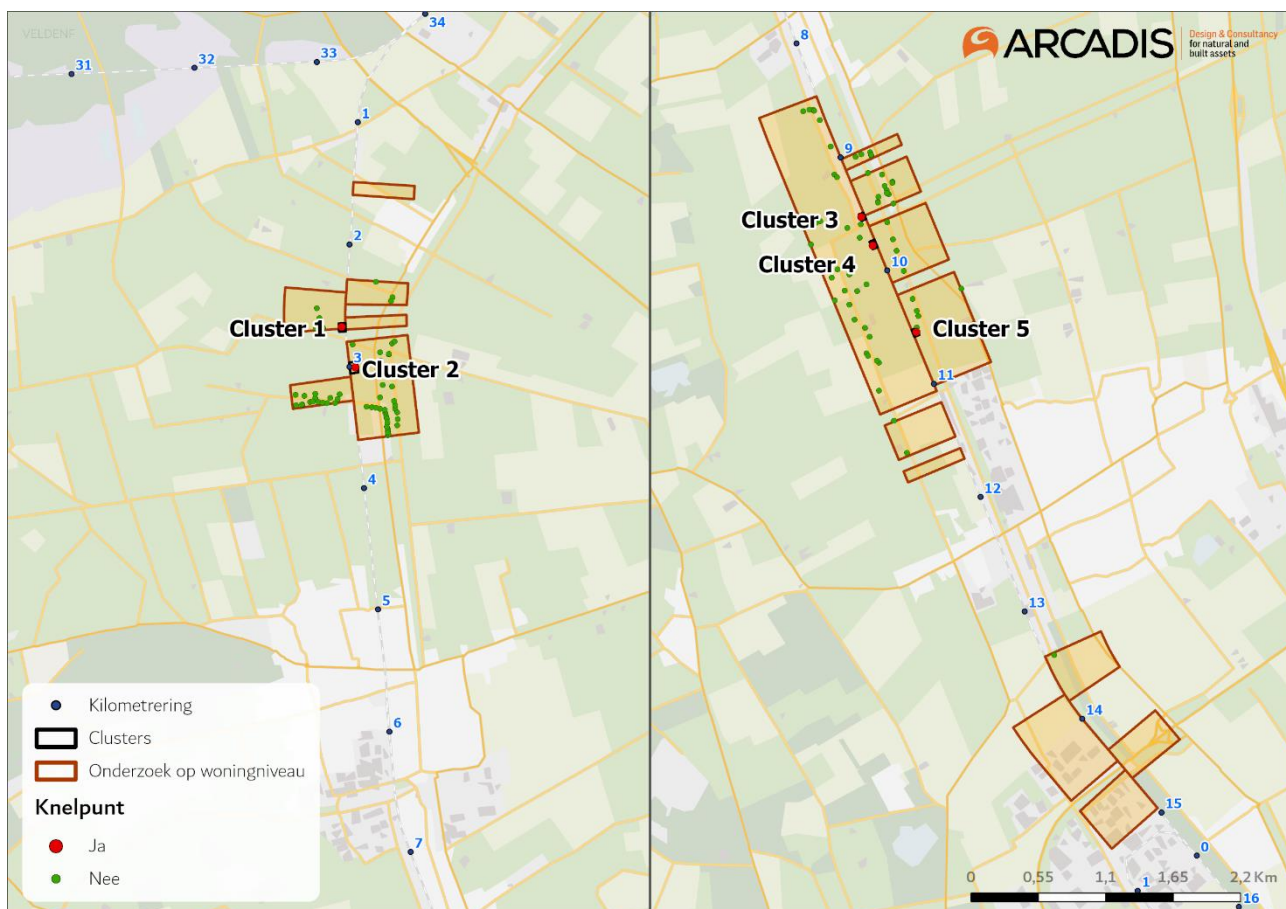 VELDENF
34
33
32
31
1
2
Cluster 1
3
Cluster 2
4
5
6
7
Kilometrering
Clusters
Onderzoek op woningniveau
Knelpunt
Ja
Nee
8
ARCADIS
Design & Consultancy
for natural and
built assets
9
Cluster 3
Cluster 4
10
Cluster 5
11
12
13
14
15
0
0 0,55 1,1 1,65 2,2 Km
1
16